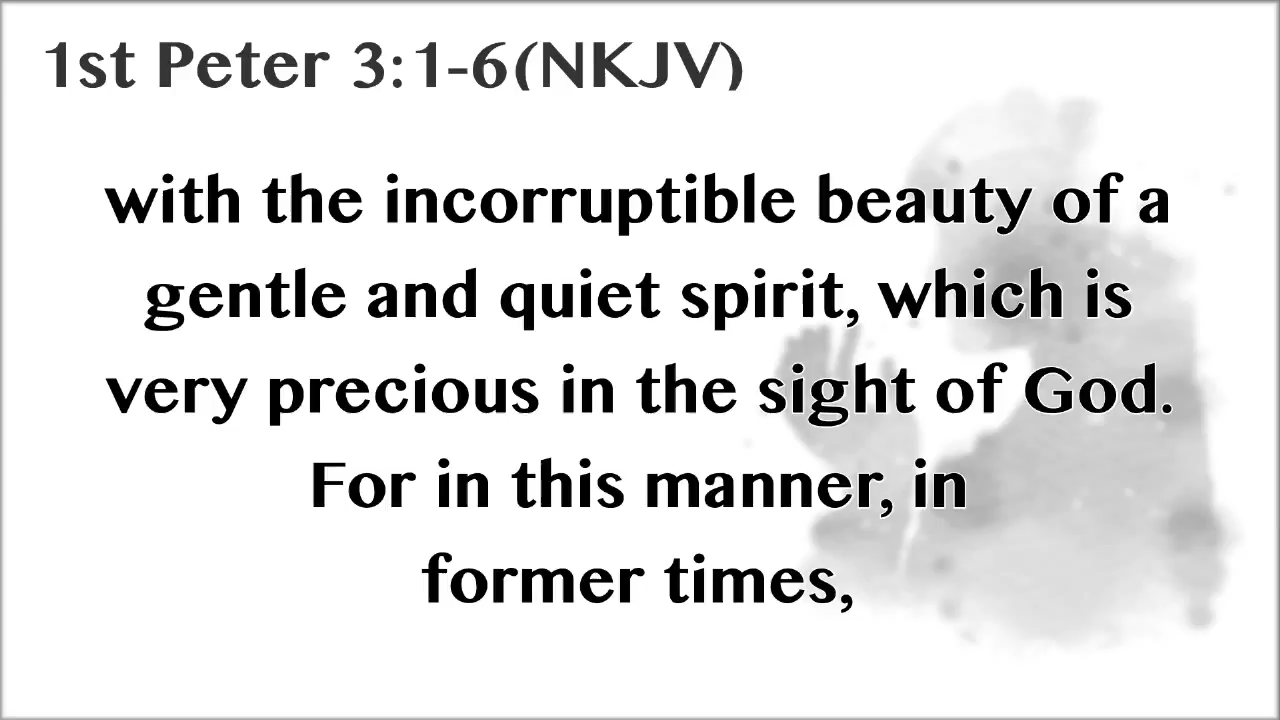 1st Peter 3:1-6(NKJV)
with the incorruptible beauty of a
gentle and quiet spirit, which is
very precious in the sight of God.
For in this manner, in
former times,